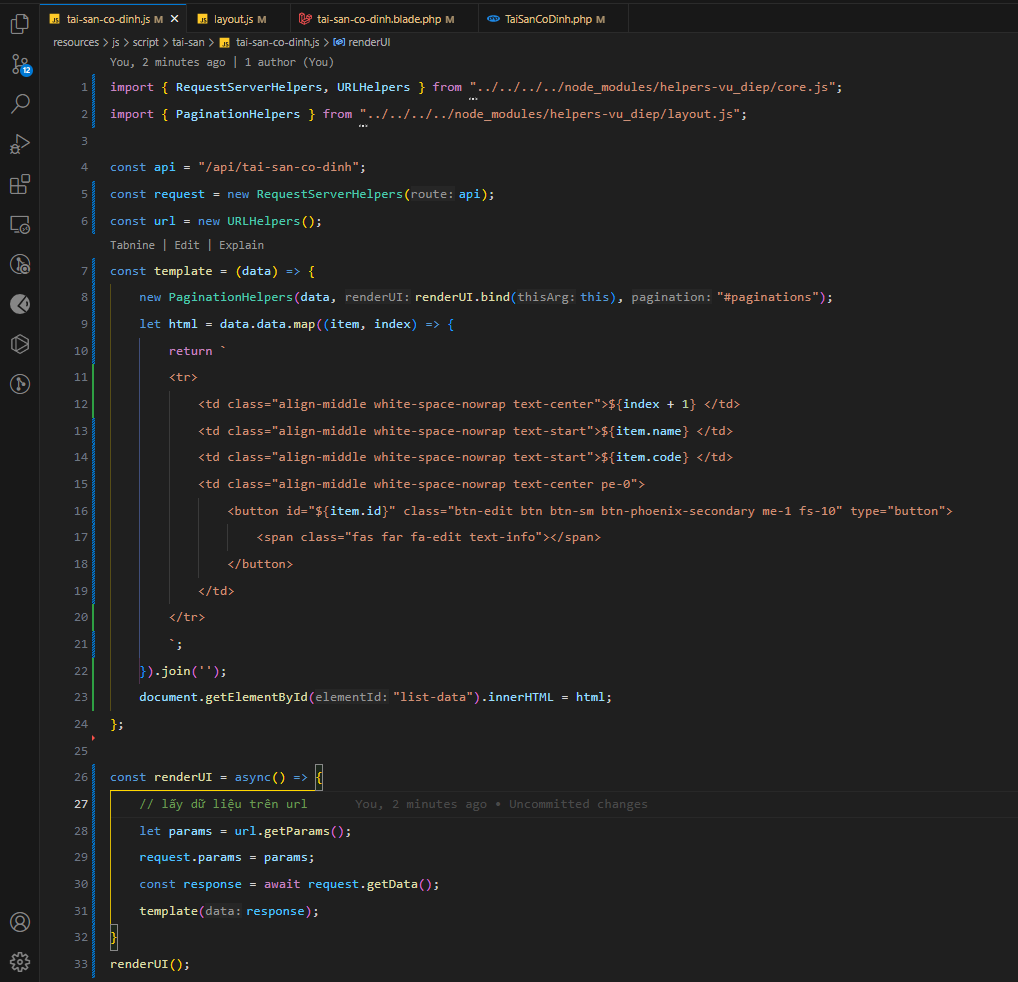 JS tai-san-co-dinh.js M × JS layout.js M tai-san-co-dinh.blade.php M php TaiSanCoDinh.php M
resources > js > script > tai-san > JS tai-san-co-dinh.js > renderUI
You, 2 minutes ago | 1 author (You)
12
1 import { RequestServerHelpers, URLHelpers } from "../../../../node_modules/helpers-vu_diep/core.js";
2 import { PaginationHelpers } from "../../../../node_modules/helpers-vu_diep/layout.js";
3
4 const api = "/api/tai-san-co-dinh";
5 const request = new RequestServerHelpers(route: api);
6 const url = new URLHelpers();
Tabnine | Edit | Explain
7 const template = (data) => {
8 new PaginationHelpers(data, renderUI: renderUI.bind(thisArg: this), pagination: "#paginations");
9 let html = data.data.map((item, index) => {
10 return `
11 <tr>
12 <td class="align-middle white-space-nowrap text-center">${index + 1} </td>
13 <td class="align-middle white-space-nowrap text-start">${item.name} </td>
14 <td class="align-middle white-space-nowrap text-start">${item.code} </td>
15 <td class="align-middle white-space-nowrap text-center pe-0">
16 <button id="${item.id}" class="btn-edit btn btn-sm btn-phoenix-secondary me-1 fs-10" type="button">
17 <span class="fas far fa-edit text-info"></span>
18 </button>
19 </td>
20 </tr>
21 `;
22 }).join('');
23 document.getElementById(elementId: "list-data").innerHTML = html;
24 };
25
26 const renderUI = async() => {
27 // lấy dữ liệu trên url You, 2 minutes ago • Uncommitted changes
28 let params = url.getParams();
29 request.params = params;
30 const response = await request.getData();
31 template(data: response);
32 }
33 renderUI();